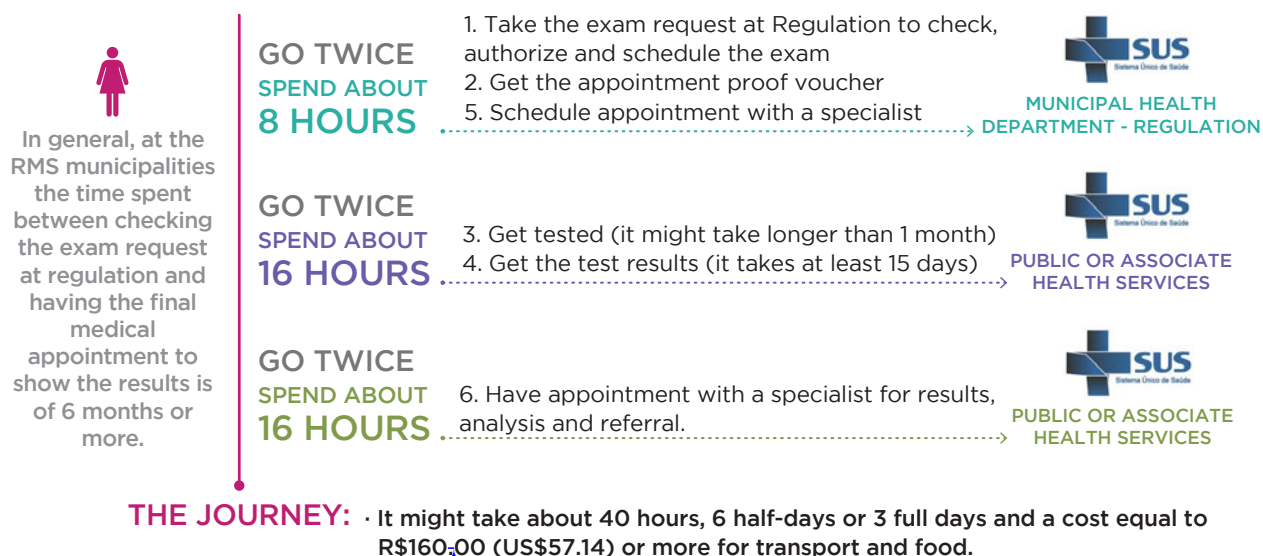 In general, at the
RMS municipalities
the time spent
between checking
the exam request
at regulation and
having the final
medical
appointment to
show the results is
of 6 months or
more.
GO TWICE
SPEND ABOUT
8 HOURS
1. Take the exam request at Regulation to check,
authorize and schedule the exam
2. Get the appointment proof voucher
5. Schedule appointment with a specialist
SUS
Sistema Único de Saúde
MUNICIPAL HEALTH
DEPARTMENT - REGULATION
GO TWICE
SPEND ABOUT
16 HOURS
3. Get tested (it might take longer than 1 month)
4. Get the test results (it takes at least 15 days)
SUS
Sistema Único de Saúde
PUBLIC OR ASSOCIATE
HEALTH SERVICES
GO TWICE
SPEND ABOUT
16 HOURS
6. Have appointment with a specialist for results,
analysis and referral.
SUS
Sistema Único de Saúde
PUBLIC OR ASSOCIATE
HEALTH SERVICES
THE JOURNEY: · It might take about 40 hours, 6 half-days or 3 full days and a cost equal to
R$160,00 (US$57.14) or more for transport and food.